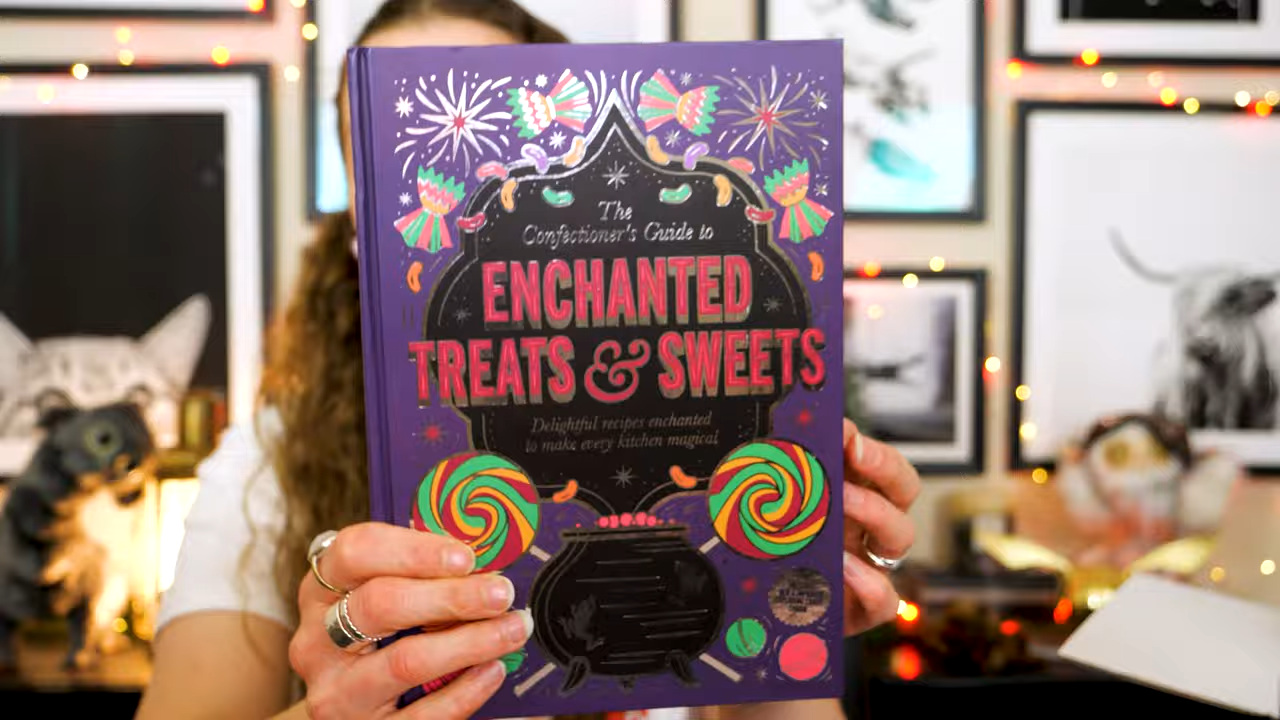 The
Confectioner's Guide to
ENCHANTED
TREATS & SWEETS
Delightful recipes enchanted
to make every kitchen magical